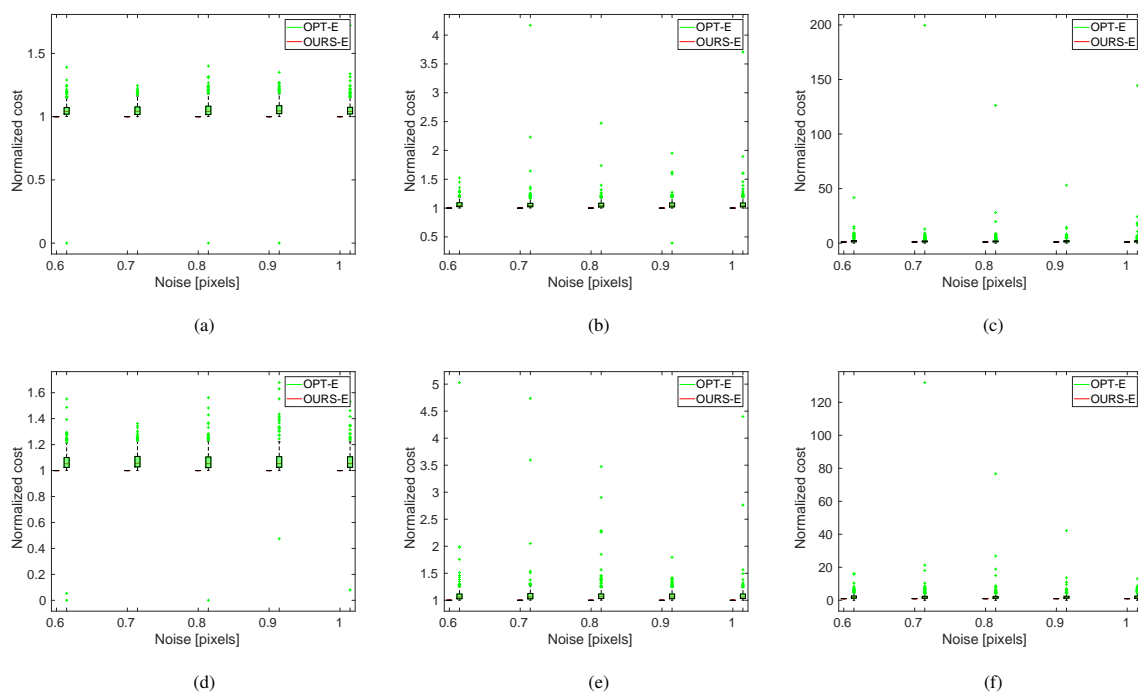 OPT-E
OURS-E
1.5
1
0.5
0
Normalized cost
0.6 0.7 0.8 0.9 1
Noise [pixels]
(a)
OPT-E
OURS-E
4
3.5
3
2.5
2
1.5
1
0.5
Normalized cost
0.6 0.7 0.8 0.9 1
Noise [pixels]
(b)
OPT-E
OURS-E
200
150
100
50
0
Normalized cost
0.6 0.7 0.8 0.9 1
Noise [pixels]
(c)
OPT-E
OURS-E
1.6
1.4
1.2
1
0.8
0.6
0.4
0.2
0
Normalized cost
0.6 0.7 0.8 0.9 1
Noise [pixels]
(d)
OPT-E
OURS-E
5
4.5
4
3.5
3
2.5
2
1.5
1
Normalized cost
0.6 0.7 0.8 0.9 1
Noise [pixels]
(e)
OPT-E
OURS-E
120
100
80
60
40
20
0
Normalized cost
0.6 0.7 0.8 0.9 1
Noise [pixels]
(f)